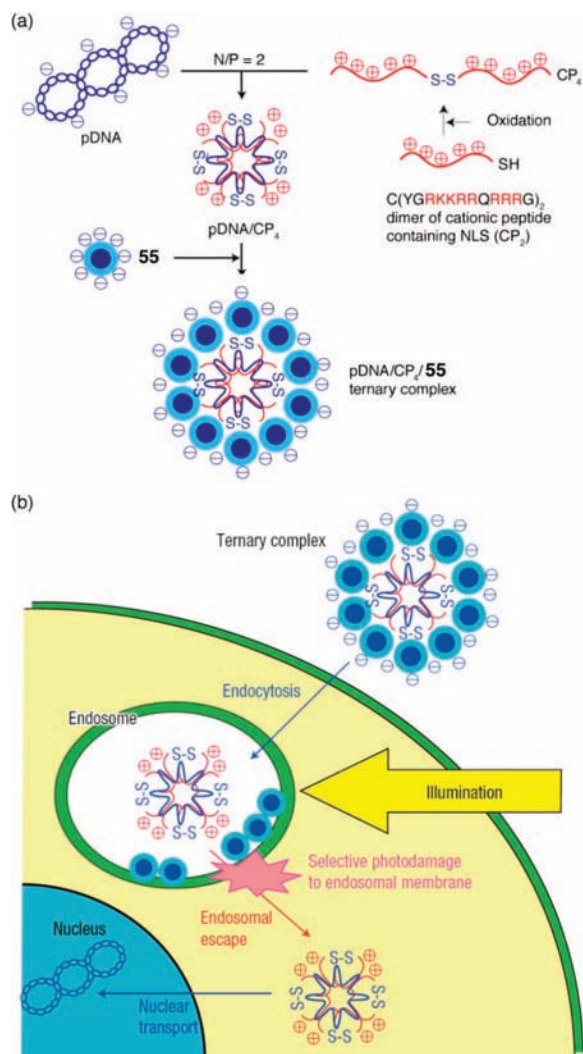 (a)
N/P = 2
S-S
CP4
pDNA
Oxidation
SH
S-S
S-S
S-S
S-S
C(YGRKKRRQRRRG)2
dimer of cationic peptide
containing NLS (CP2)
pDNA/CP4
55
pDNA/CP4/55
ternary complex
S-S
S-S
S-S
S-S
(b)
Ternary complex
S-S
S-S
S-S
S-S
Endocytosis
Endosome
S-S
S-S
S-S
S-S
Illumination
Selective photodamage
to endosomal membrane
Endosomal
escape
Nucleus
S-S
S-S
S-S
S-S
Nuclear
transport